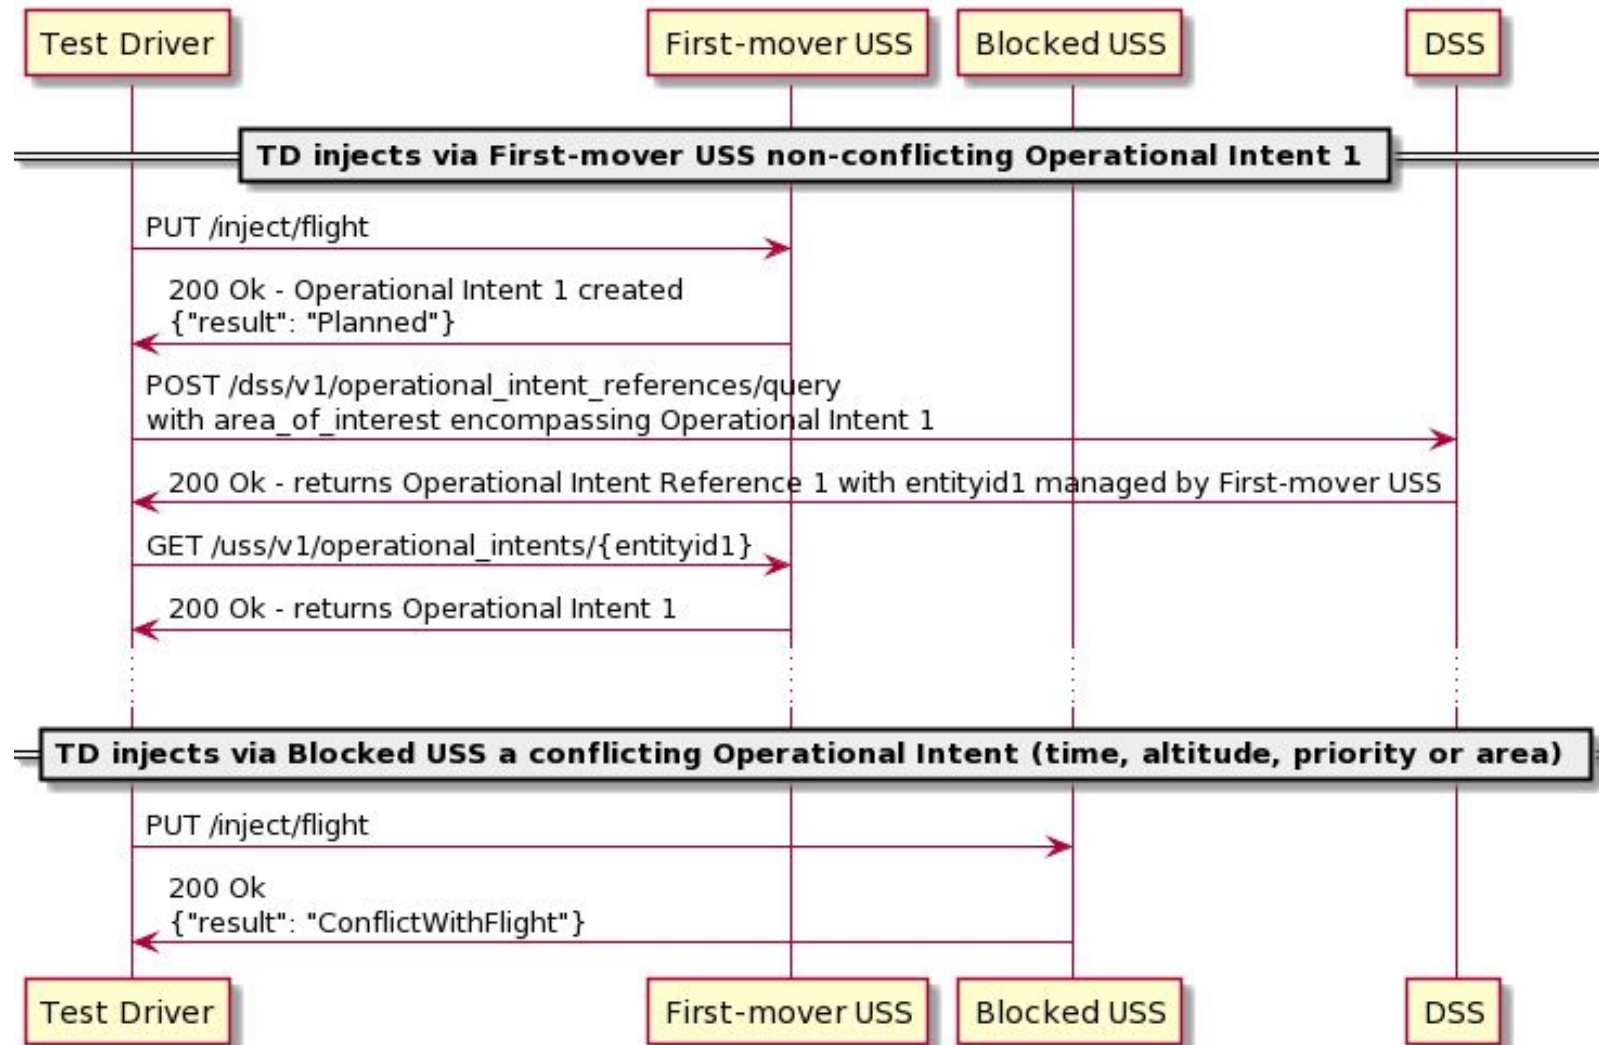 Test Driver
First-mover USS
Blocked USS
DSS
TD injects via First-mover USS non-conflicting Operational Intent 1
PUT /inject/flight
200 Ok - Operational Intent 1 created
{"result": "Planned"}
POST /dss/v1/operational_intent_references/query
with area_of_interest encompassing Operational Intent 1
200 Ok - returns Operational Intent Reference 1 with entityid1 managed by First-mover USS
GET /uss/v1/operational_intents/{entityid1}
200 Ok - returns Operational Intent 1
TD injects via Blocked USS a conflicting Operational Intent (time, altitude, priority or area)
PUT /inject/flight
200 Ok
{"result": "ConflictWithFlight"}
Test Driver
First-mover USS
Blocked USS
DSS